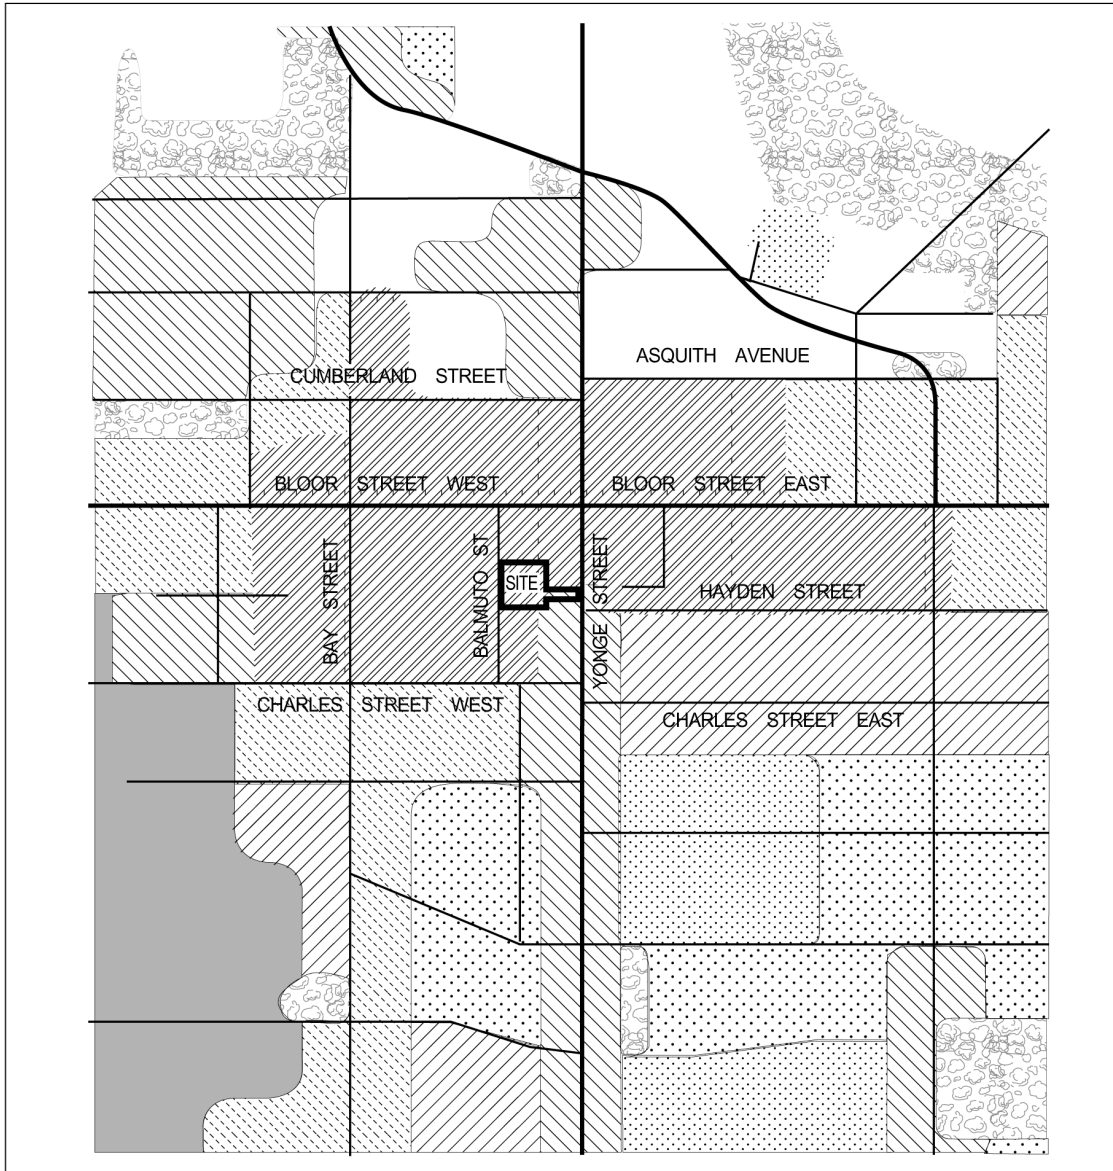 ASQUITH AVENUE
CUMBERLAND STREET
BLOOR STREET WEST
BLOOR STREET EAST
BAY STREET
BALMUTO ST
SITE
YONGE STREET
HAYDEN STREET
CHARLES STREET WEST
CHARLES STREET EAST